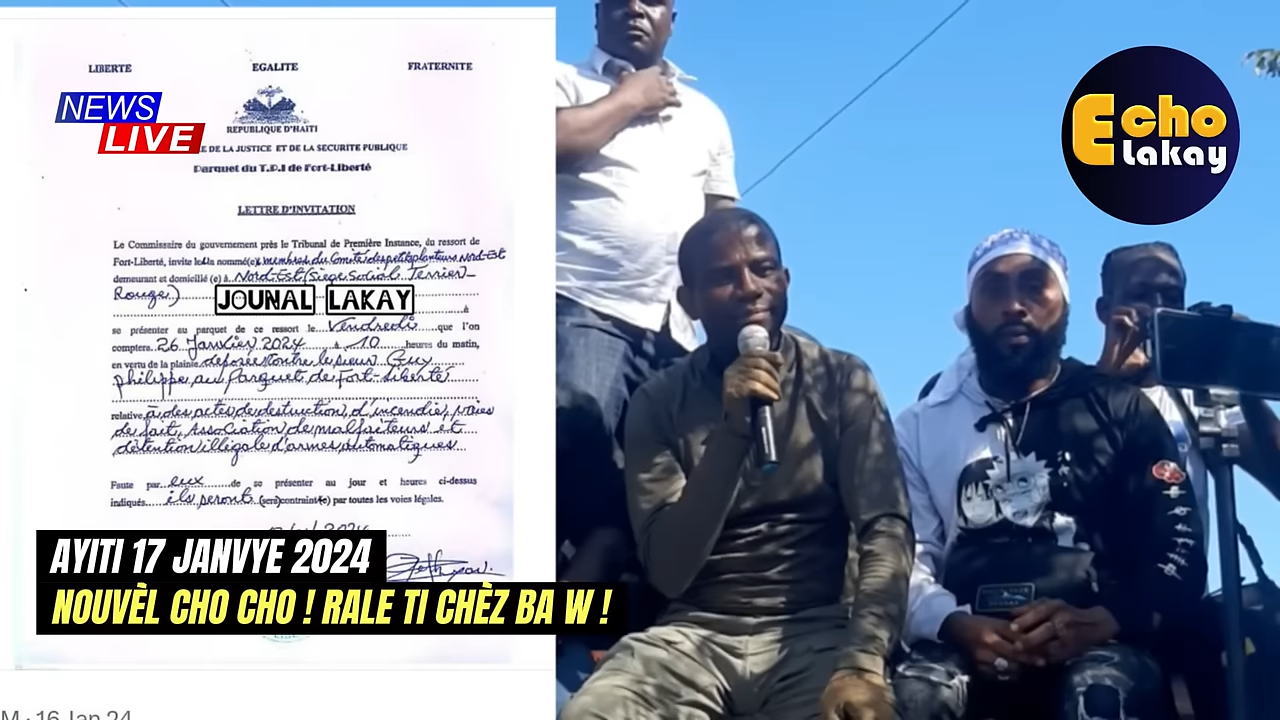 LIBERTE EGALITE FRATERNITE
NEWS
LIVE
REPUBLIQUE D'HAITI
E DE LA JUSTICE ET DE LA SECURITE PUBLIQUE
Parquet du T.P.I de Fort-Liberté
LETTRE D'INVITATION
Le Commissaire du gouvernement près le Tribunal de Première Instance, du ressort de
Fort-Liberté, invite le/la nommé(e) membres du Comité des petits planteurs Nord-Est
demeurant et domicilié (e) à Nord-Est (Siège Social Terrier-
Rouge)
JOUNAL LAKAY
à
se présenter au parquet de ce ressort le Vendredi que l'on
comptera 26 Janvier 2024 à 10 heures du matin,
en vertu de la plainte déposée contre le sieur Guy
Philippe, au Parquet de Fort-Liberté
relative à des actes de destruction, d'incendie, voies
de fait, Association de malfaiteurs et
détention illégale d'armes automatiques
Faute par eux de se présenter au jour et heures ci-dessus
indiqués ils seront (sera) contraint(e) par toutes les voies légales.
2024
AYITI 17 JANVYE 2024
NOUVÈL CHO CHO ! RALE TI CHÈZ BA W !
M · 16 Jan 24
Echo
Lakay